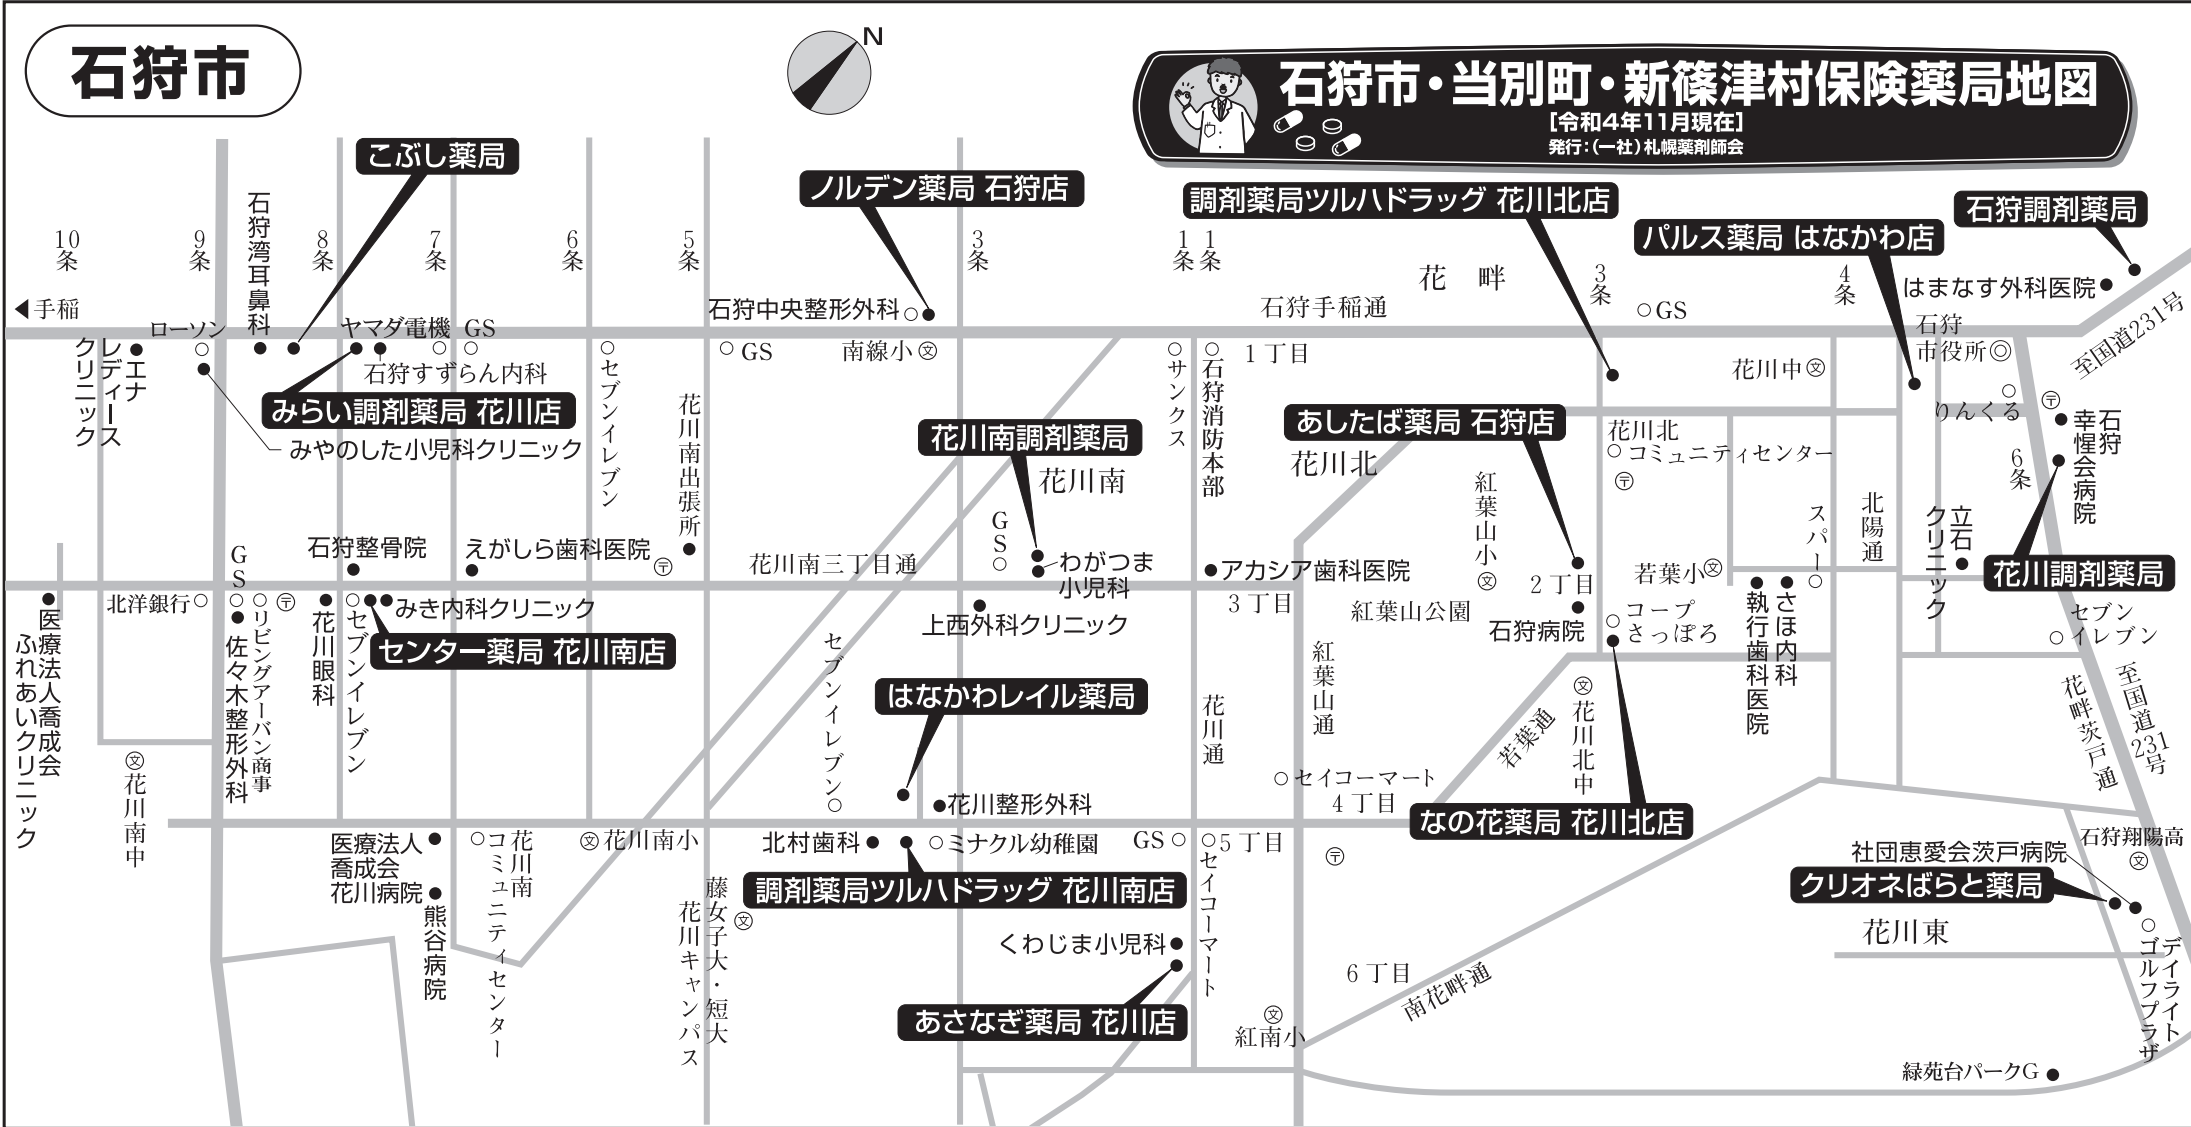 石狩市
N
石狩市・当別町・新篠津村保険薬局地図
[令和4年11月現在]
発行:(一社)札幌薬剤師会
こぶし薬局
ノルデン薬局 石狩店
調剤薬局ツルハドラッグ 花川北店
パルス薬局 はなかわ店
石狩調剤薬局
10条
9条
石狩湾耳鼻科
8条
7条
6条
5条
3条
1条
1条
花畔
3条
4条
はまなす外科医院
手稲
ローソン
ヤマダ電機
GS
石狩中央整形外科
石狩手稲通
GS
石狩
市役所
至国道231号
エナ
レディース
クリニック
石狩すずらん内科
GS
南線小
文
1丁目
花川中
文
みらい調剤薬局 花川店
みやのした小児科クリニック
セブンイレブン
花川南出張所
サンクス
石狩消防本部
りんくる
〒
石狩
幸惺会病院
花川南調剤薬局
花川南
あしたば薬局 石狩店
花川北
花川北
コミュニティセンター
〒
6条
紅葉山小
文
スパー
北陽通
立石
クリニック
石狩整骨院
えがしら歯科医院
〒
花川南三丁目通
GS
わがつま
小児科
アカシア歯科医院
2丁目
若葉小
文
花川調剤薬局
GS
医療法人喬成会
ふれあいクリニック
北洋銀行
佐々木整形外科
リビングアーバン商事
〒
花川眼科
セブンイレブン
みき内科クリニック
センター薬局 花川南店
上西外科クリニック
3丁目
紅葉山公園
石狩病院
コープ
さっぽろ
執行歯科医院
さほ内科
セブン
イレブン
セブンイレブン
はなかわレイル薬局
花川通
紅葉山通
若葉通
文
花川北中
花畔茨戸通
至国道231号
文
花川南中
花川整形外科
セイコーマート
4丁目
なの花薬局 花川北店
医療法人
喬成会
花川病院
花川南
コミュニティセンター
文
花川南小
北村歯科
ミナクル幼稚園
GS
5丁目
セイコーマート
〒
石狩翔陽高
文
社団恵愛会茨戸病院
クリオネばらと薬局
調剤薬局ツルハドラッグ 花川南店
熊谷病院
藤女子大・短大
花川キャンパス
文
くわじま小児科
花川東
デイライト
ゴルフプラザ
あさなぎ薬局 花川店
6丁目
南花畔通
文
紅南小
緑苑台パークG